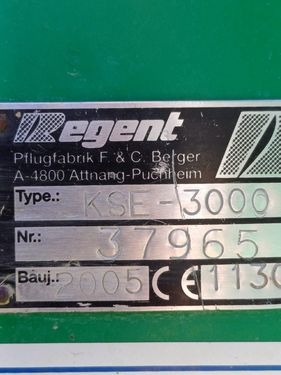 Regent
Pflugfabrik F. & C. Berger
A-4800 Attnang-Puchheim
Type.: KSE-3000
Nr.: 37965
Bauj.: 2005 CE 1130